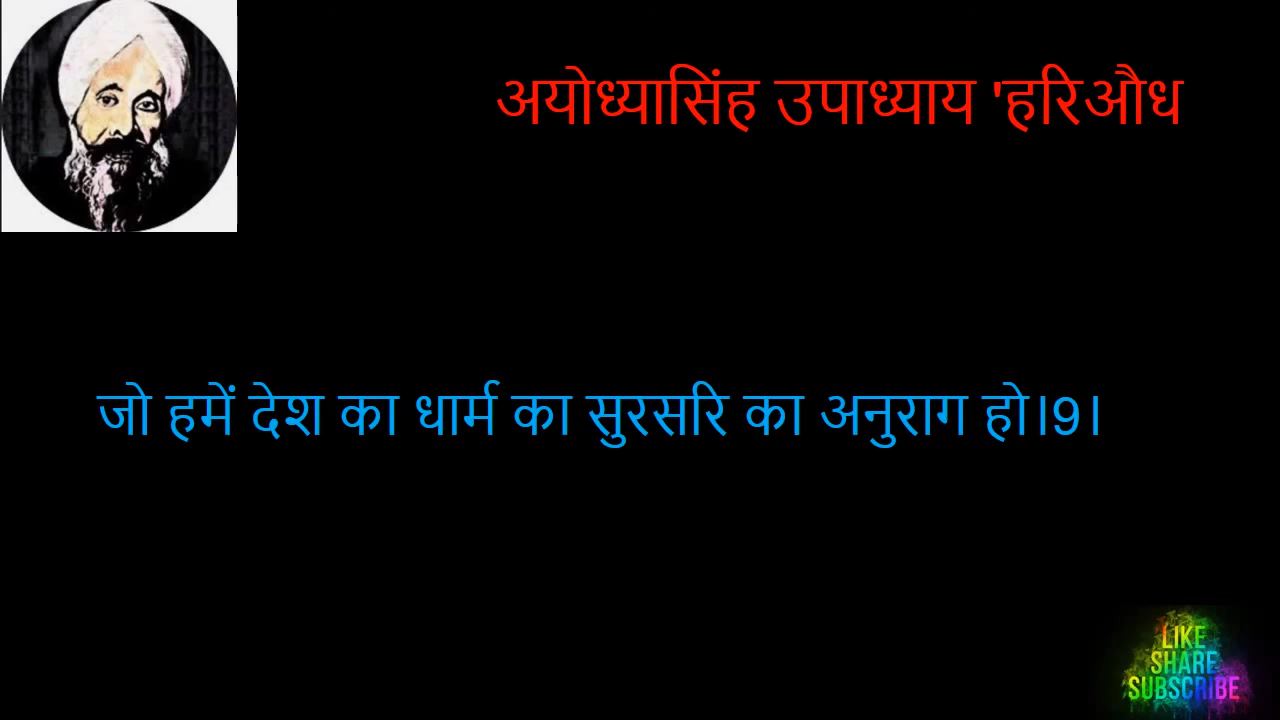 अयोध्यासिंह उपाध्याय 'हरिऔध
जो हमें देश का धार्म का सुरसरि का अनुराग हो।9।
LIKE
SHARE
SUBSCRIBE